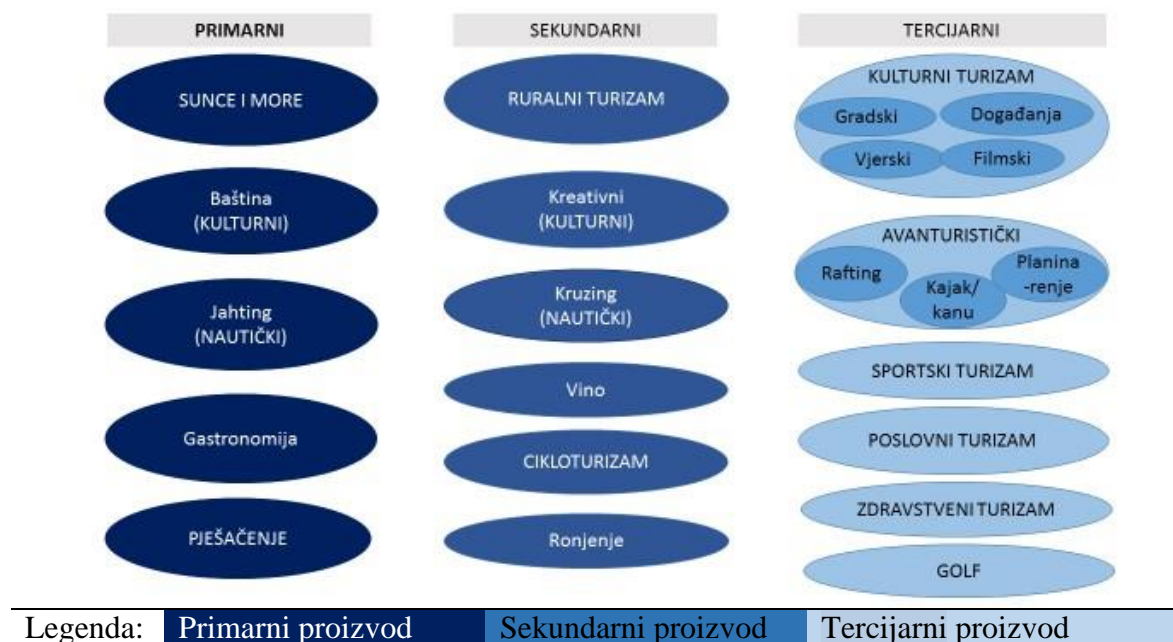 PRIMARNI
SUNCE I MORE
Baština
(KULTURNI)
Jahting
(NAUTIČKI)
Gastronomija
PJEŠAČENJE
SEKUNDARNI
RURALNI TURIZAM
Kreativni
(KULTURNI)
Kruzing
(NAUTIČKI)
Vino
CIKLOTURIZAM
Ronjenje
TERCIJARNI
KULTURNI TURIZAM
Gradski
Događanja
Vjerski
Filmski
AVANTURISTIČKI
Rafting
Kajak/
kanu
Planina
-renje
SPORTSKI TURIZAM
POSLOVNI TURIZAM
ZDRAVSTVENI TURIZAM
GOLF
Legenda: Primarni proizvod Sekundarni proizvod Tercijarni proizvod